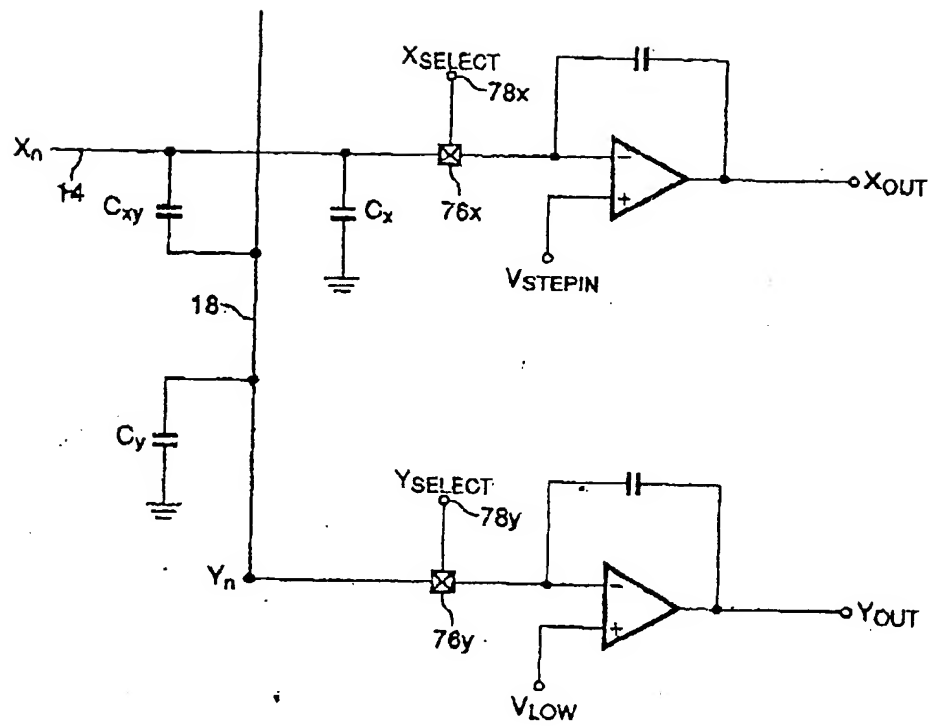 XSELECT
78x
Xn
14
Cxy
Cx
76x
-
+
XOUT
VSTEPIN
18
Cy
YSELECT
78y
Yn
76y
-
+
YOUT
VLOW